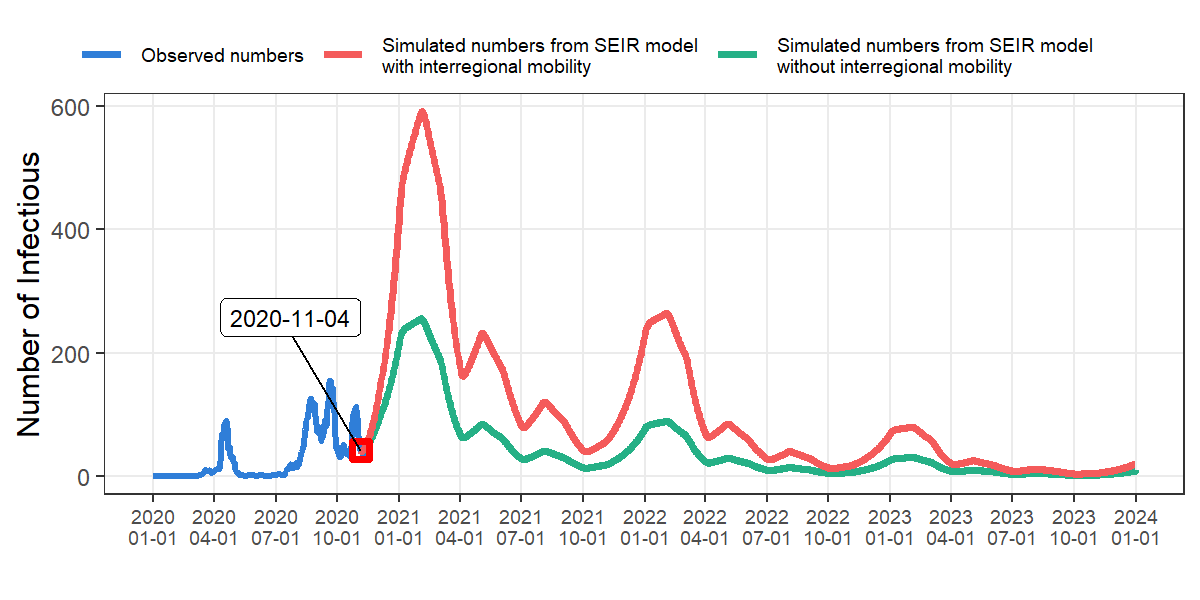 Observed numbers
Simulated numbers from SEIR model
with interregional mobility
Simulated numbers from SEIR model
without interregional mobility
Number of Infectious
600
400
200
0
2020-11-04
2020 2020 2020 2020 2021 2021 2021 2021 2022 2022 2022 2022 2023 2023 2023 2023 2024
01-01 04-01 07-01 10-01 01-01 04-01 07-01 10-01 01-01 04-01 07-01 10-01 01-01 04-01 07-01 10-01 01-01